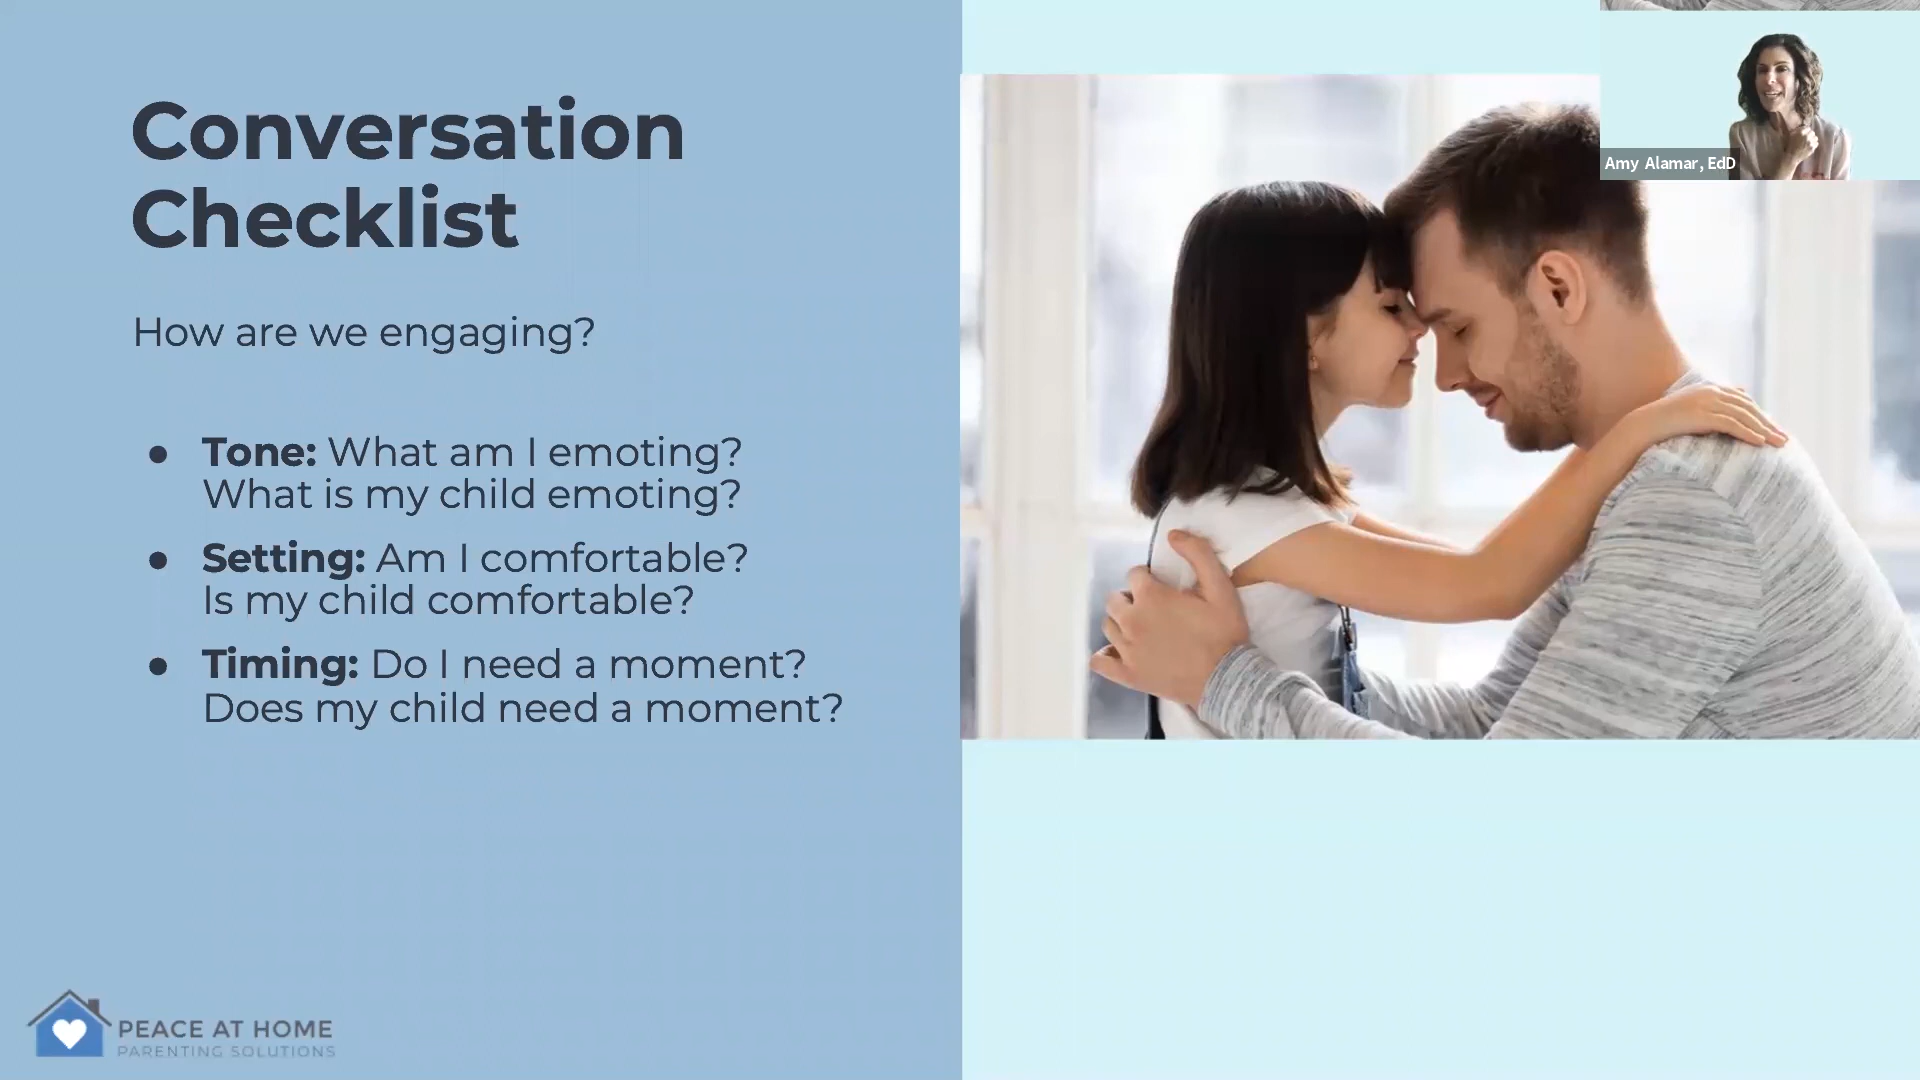 Conversation
Checklist
How are we engaging?
● Tone: What am I emoting?
What is my child emoting?
● Setting: Am I comfortable?
Is my child comfortable?
● Timing: Do I need a moment?
Does my child need a moment?
Amy Alamar, EdD
PEACE AT HOME
PARENTING SOLUTIONS